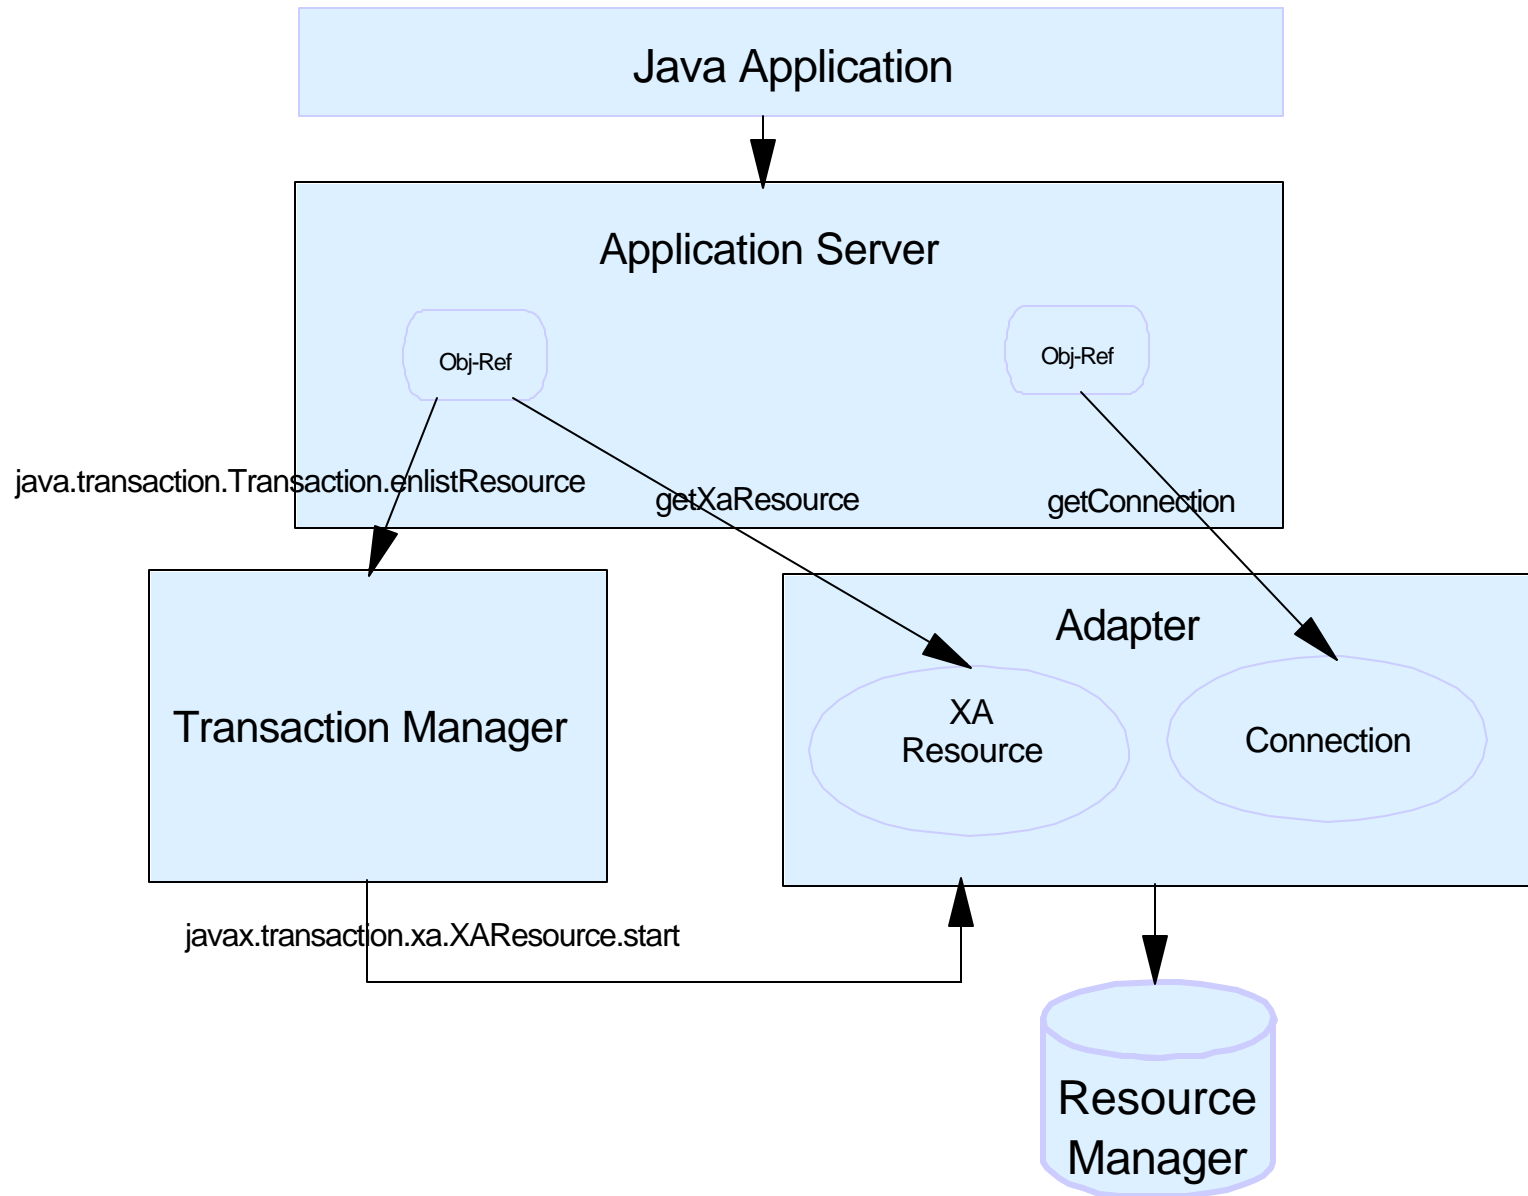 Java Application
Application Server
Obj-Ref
Obj-Ref
java.transaction.Transaction.enlistResource
getXaResource
getConnection
Adapter
Transaction Manager
XA
Resource
Connection
javax.transaction.xa.XAResource.start
Resource
Manager